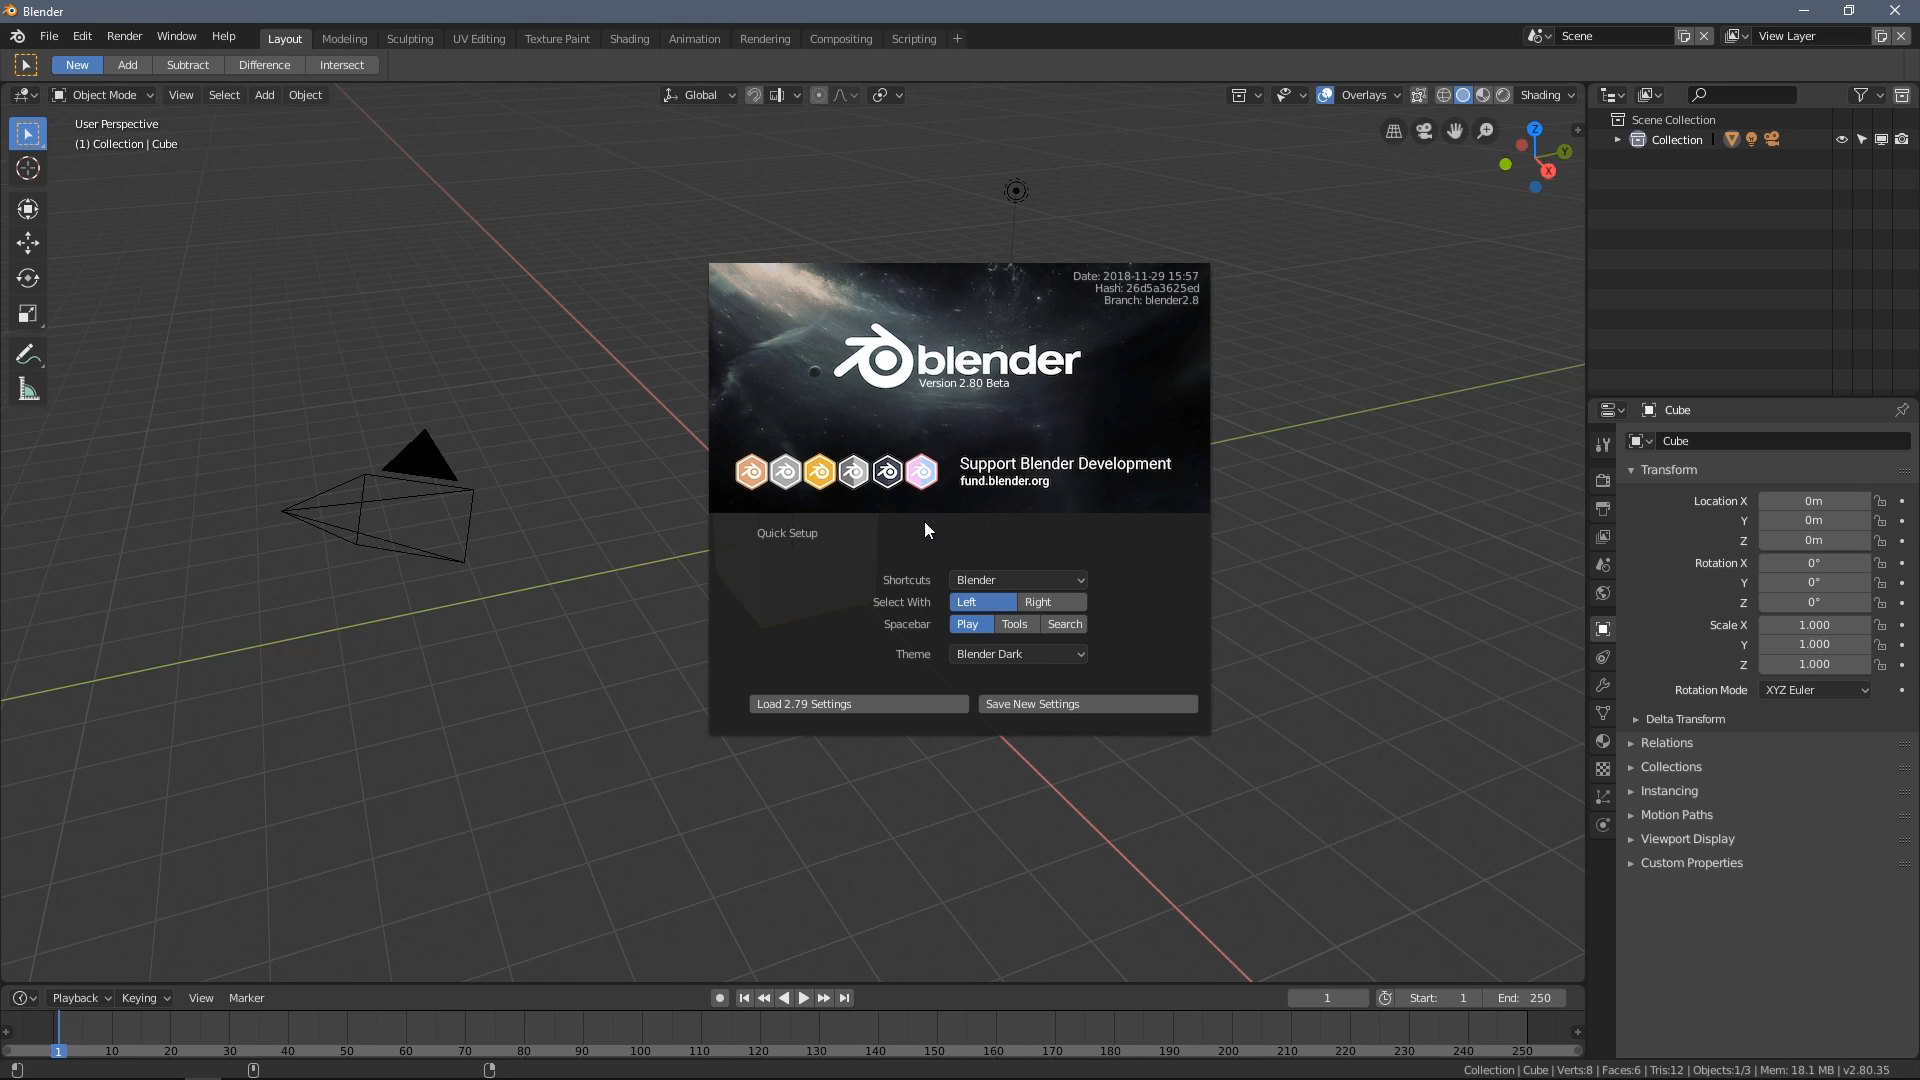 Blender
File Edit Render Window Help Layout Modeling Sculpting UV Editing Texture Paint Shading Animation Rendering Compositing Scripting + Scene View Layer
New Add Subtract Difference Intersect
Object Mode View Select Add Object Global Overlays Shading
User Perspective
(1) Collection | Cube
Z
Y
X
Scene Collection
Collection
Date: 2018-11-29 15:57
Hash: 26d5a3625ed
Branch: blender2.8
blender
Version 2.80 Beta
Support Blender Development
fund.blender.org
Quick Setup
Shortcuts Blender
Select With Left Right
Spacebar Play Tools Search
Theme Blender Dark
Load 2.79 Settings Save New Settings
Cube
Cube
Transform
Location X 0m
Y 0m
Z 0m
Rotation X 0°
Y 0°
Z 0°
Scale X 1.000
Y 1.000
Z 1.000
Rotation Mode XYZ Euler
Delta Transform
Relations
Collections
Instancing
Motion Paths
Viewport Display
Custom Properties
Playback Keying View Marker 1 Start: 1 End: 250
1 10 20 30 40 50 60 70 80 90 100 110 120 130 140 150 160 170 180 190 200 210 220 230 240 250
Collection | Cube | Verts:8 | Faces:6 | Tris:12 | Objects:1/3 | Mem: 18.1 MB | v2.80.35